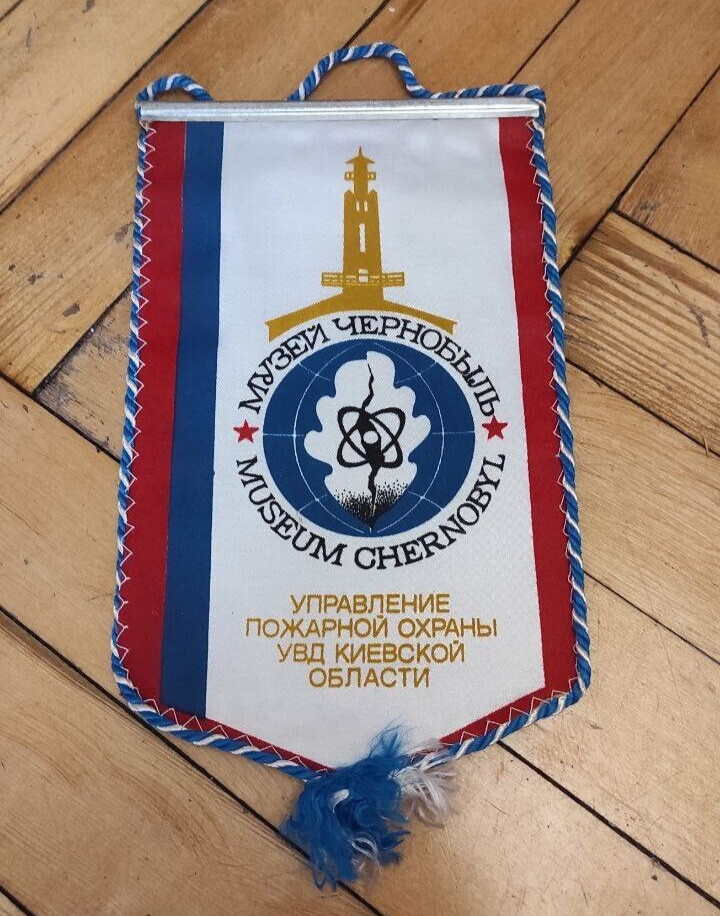 МУЗЕЙ ЧЕРНОБЫЛЬ
MUSEUM CHERNOBYL
УПРАВЛЕНИЕ
ПОЖАРНОЙ ОХРАНЫ
УВД КИЕВСКОЙ
ОБЛАСТИ